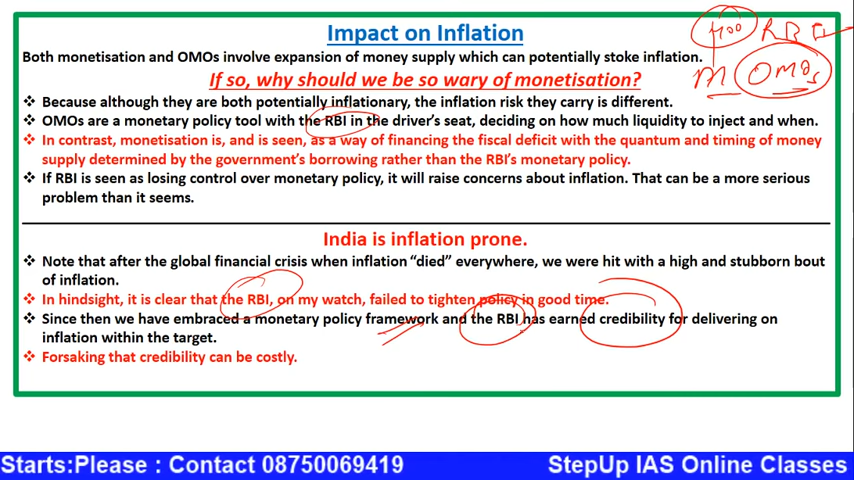 Impact on Inflation
Both monetisation and OMOs involve expansion of money supply which can potentially stoke inflation.
If so, why should we be so wary of monetisation?
❖ Because although they are both potentially inflationary, the inflation risk they carry is different.
❖ OMOs are a monetary policy tool with the RBI in the driver's seat, deciding on how much liquidity to inject and when.
❖ In contrast, monetisation is, and is seen, as a way of financing the fiscal deficit with the quantum and timing of money
supply determined by the government's borrowing rather than the RBI's monetary policy.
❖ If RBI is seen as losing control over monetary policy, it will raise concerns about inflation. That can be a more serious
problem than it seems.
India is inflation prone.
❖ Note that after the global financial crisis when inflation "died" everywhere, we were hit with a high and stubborn bout
of inflation.
❖ In hindsight, it is clear that the RBI, on my watch, failed to tighten policy in good time.
❖ Since then we have embraced a monetary policy framework and the RBI has earned credibility for delivering on
inflation within the target.
❖ Forsaking that credibility can be costly.
RBI
M OMOs
Starts:Please : Contact 08750069419 StepUp IAS Online Classes